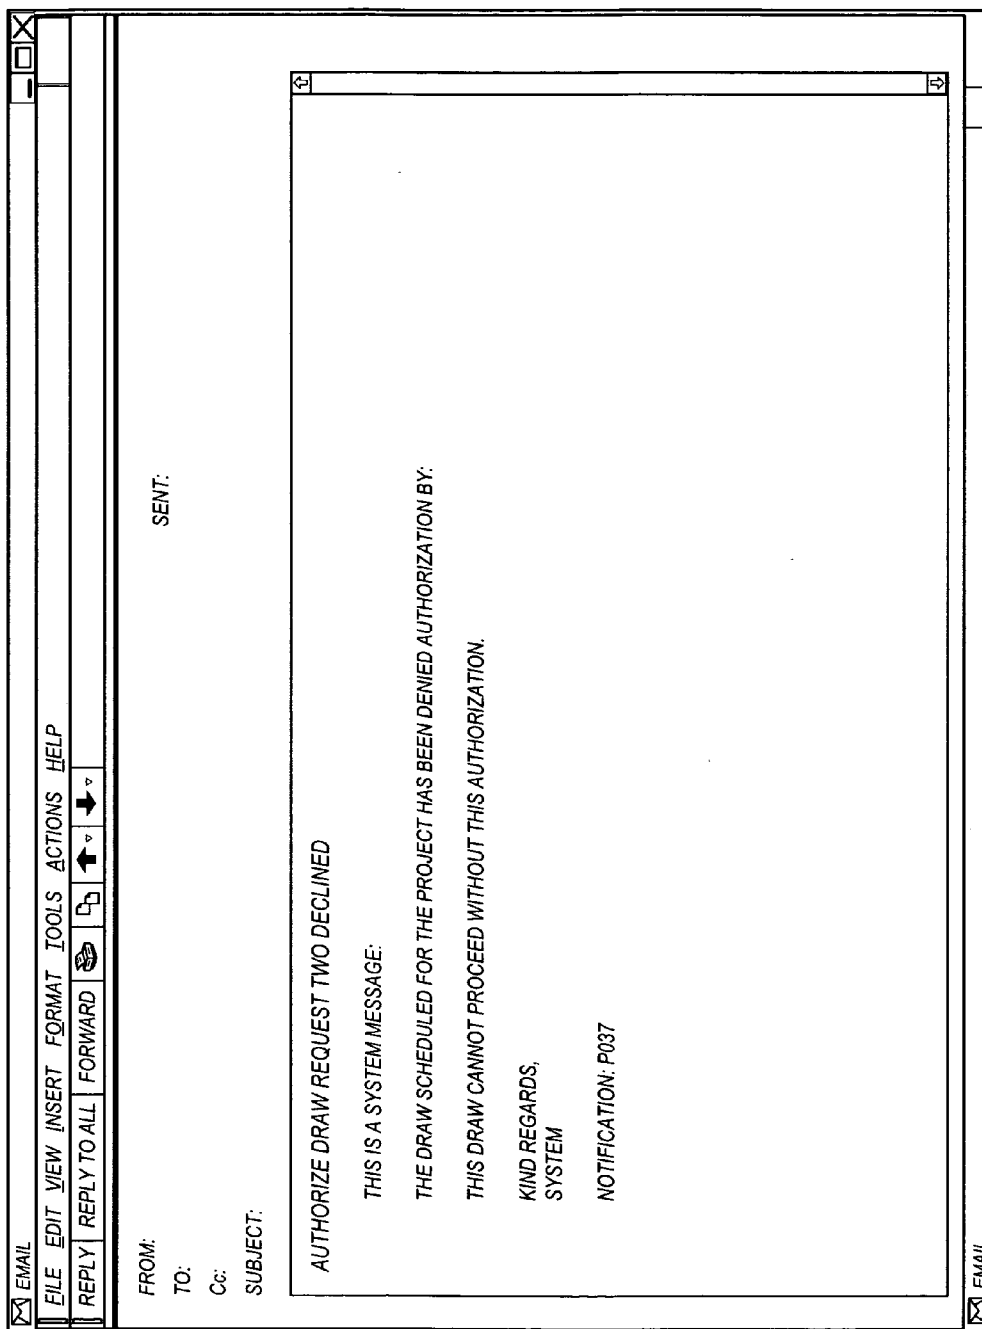 EMAIL
FILE EDIT VIEW INSERT FORMAT TOOLS ACTIONS HELP
REPLY REPLY TO ALL FORWARD
FROM: SENT:
TO:
Cc:
SUBJECT:
AUTHORIZE DRAW REQUEST TWO DECLINED
THIS IS A SYSTEM MESSAGE:
THE DRAW SCHEDULED FOR THE PROJECT HAS BEEN DENIED AUTHORIZATION BY:
THIS DRAW CANNOT PROCEED WITHOUT THIS AUTHORIZATION.
KIND REGARDS,
SYSTEM
NOTIFICATION: P037
EMAIL